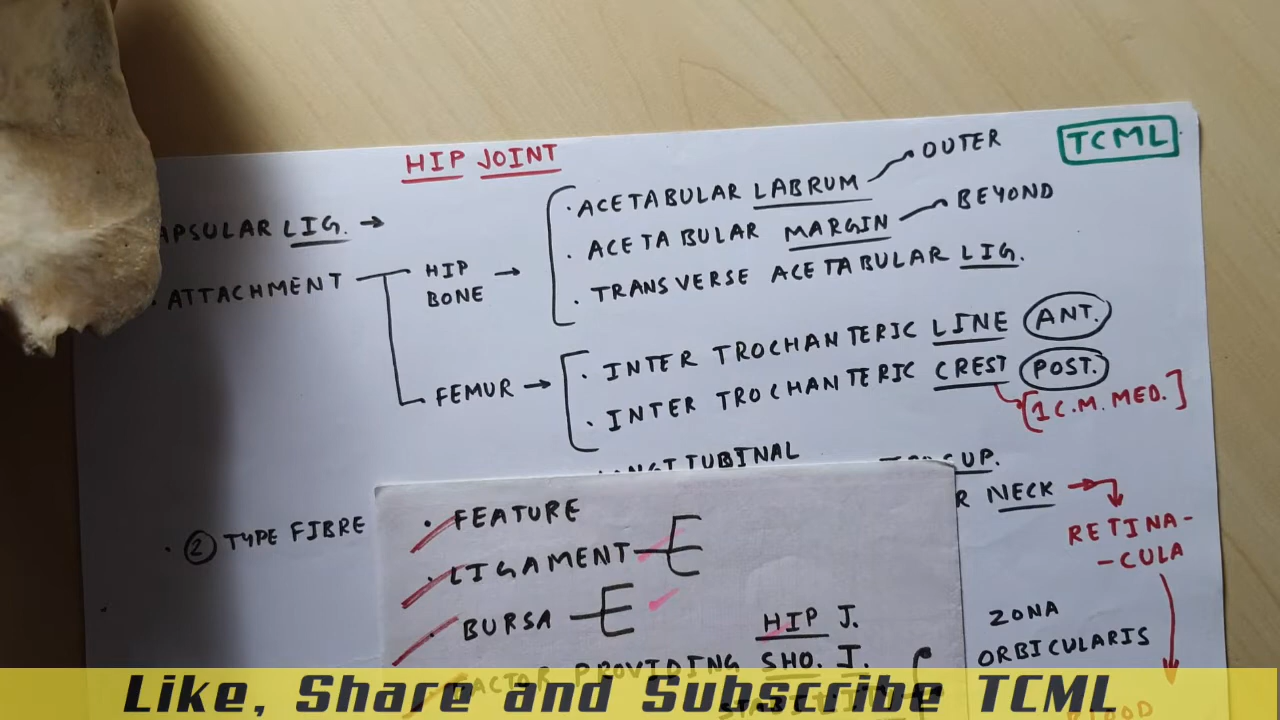 HIP JOINT
TCML
APSULAR LIG. →
· ATTACHMENT
HIP BONE →
· ACETABULAR LABRUM OUTER
· ACETABULAR MARGIN BEYOND
· TRANSVERSE ACETABULAR LIG.
FEMUR →
· INTER TROCHANTERIC LINE ANT.
· INTER TROCHANTERIC CREST POST.
[1 C.M. MED.]
NECK →
RETINA-
-CULA
· ② TYPE FIBRE
· FEATURE
· LIGAMENT
· BURSA
HIP J.
PROVIDING SHO. J.
ZONA
ORBICULARIS
BLOOD
Like, Share and Subscribe TCML